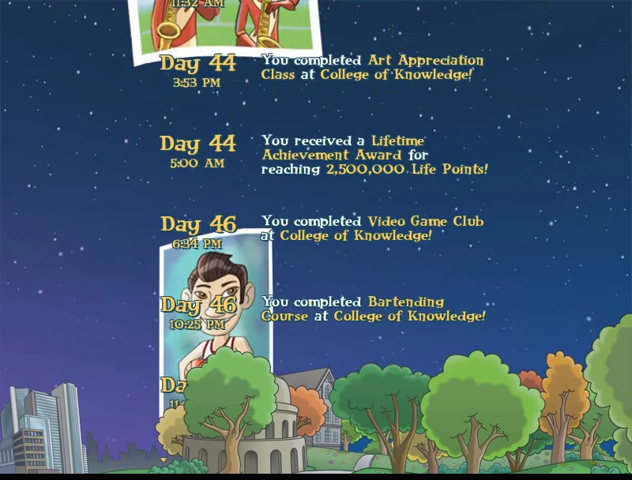 11:32 AM
Day 44
3:53 PM
You completed Art Appreciation
Class at College of Knowledge!
Day 44
5:00 AM
You received a Lifetime
Achievement Award for
reaching 2,500,000 Life Points!
Day 46
6:34 PM
You completed Video Game Club
at College of Knowledge!
Day 46
10:25 PM
You completed Bartending
Course at College of Knowledge!